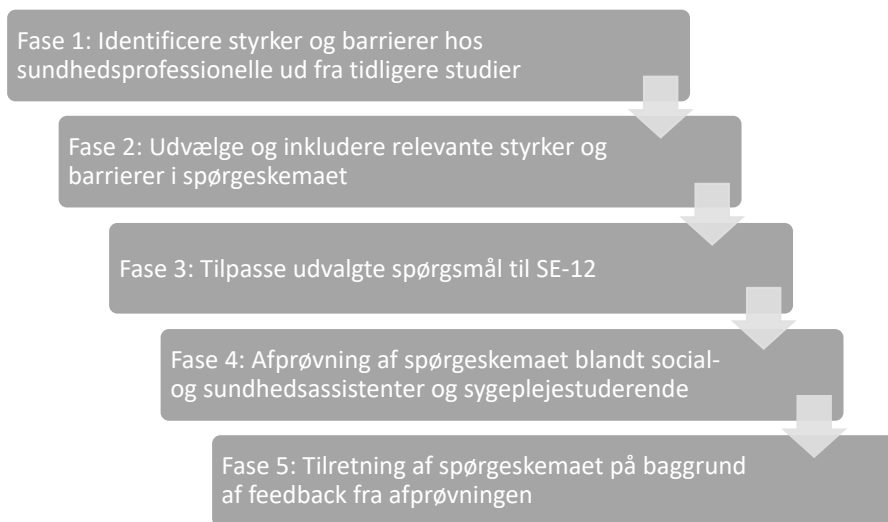 Fase 1: Identificere styrker og barrierer hos
sundhedsprofessionelle ud fra tidligere studier
Fase 2: Udvælge og inkludere relevante styrker og
barrierer i spørgeskemaet
Fase 3: Tilpasse udvalgte spørgsmål til SE-12
Fase 4: Afprøvning af spørgeskemaet blandt social-
og sundhedsassistenter og sygeplejestuderende
Fase 5: Tilretning af spørgeskemaet på baggrund
af feedback fra afprøvningen